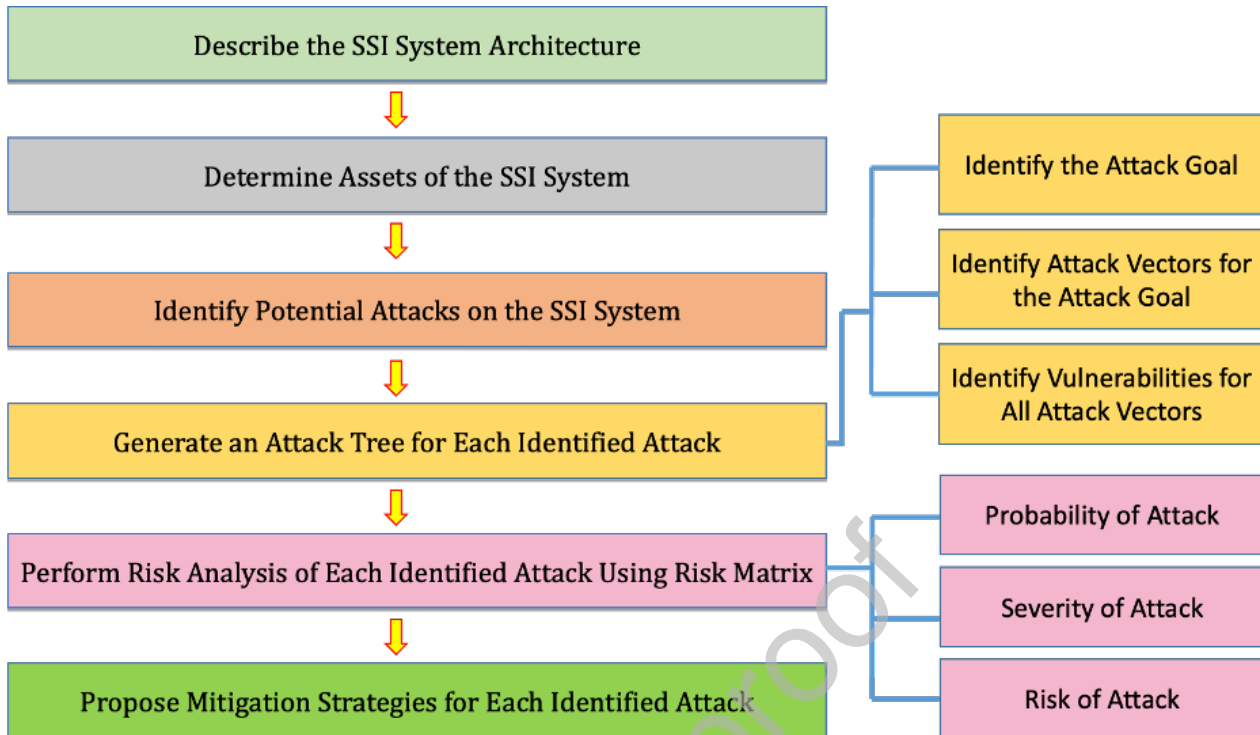 Describe the SSI System Architecture
Determine Assets of the SSI System
Identify Potential Attacks on the SSI System
Generate an Attack Tree for Each Identified Attack
Perform Risk Analysis of Each Identified Attack Using Risk Matrix
Propose Mitigation Strategies for Each Identified Attack
Identify the Attack Goal
Identify Attack Vectors for
the Attack Goal
Identify Vulnerabilities for
All Attack Vectors
Probability of Attack
Severity of Attack
Risk of Attack
proof